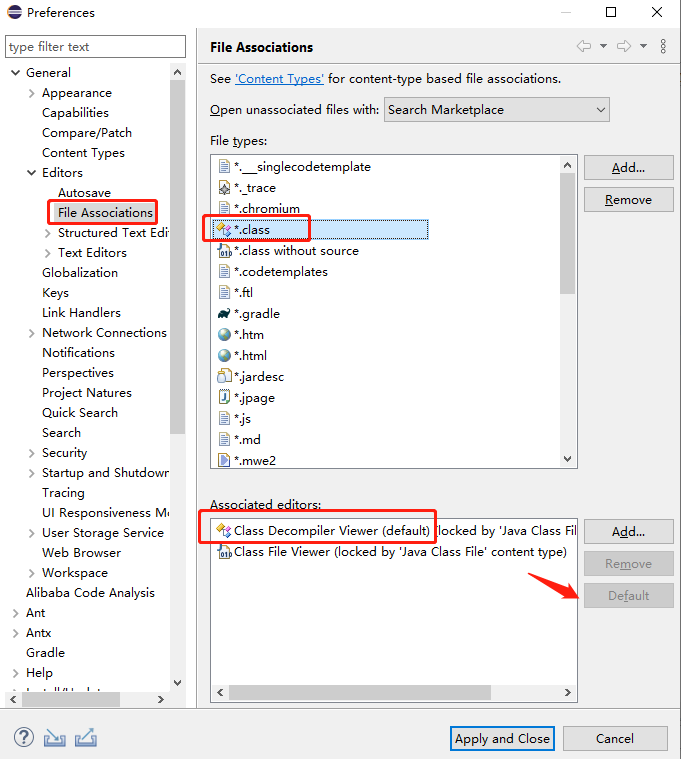 Preferences
type filter text
General
Appearance
Capabilities
Compare/Patch
Content Types
Editors
Autosave
File Associations
Structured Text Edi
Text Editors
Globalization
Keys
Link Handlers
Network Connections
Notifications
Perspectives
Project Natures
Quick Search
Search
Security
Startup and Shutdown
Tracing
UI Responsiveness Mo
User Storage Service
Web Browser
Workspace
Alibaba Code Analysis
Ant
Antx
Gradle
Help
File Associations
See 'Content Types' for content-type based file associations.
Open unassociated files with: Search Marketplace
File types:
*.__singlecodetemplate
*._trace
*.chromium
*.class
*.class without source
*.codetemplates
*.ftl
*.gradle
*.htm
*.html
*.jardesc
*.jpage
*.js
*.md
*.mwe2
Add...
Remove
Associated editors:
Class Decompiler Viewer (default) (locked by 'Java Class Fil
Class File Viewer (locked by 'Java Class File' content type)
Add...
Remove
Default
Apply and Close
Cancel